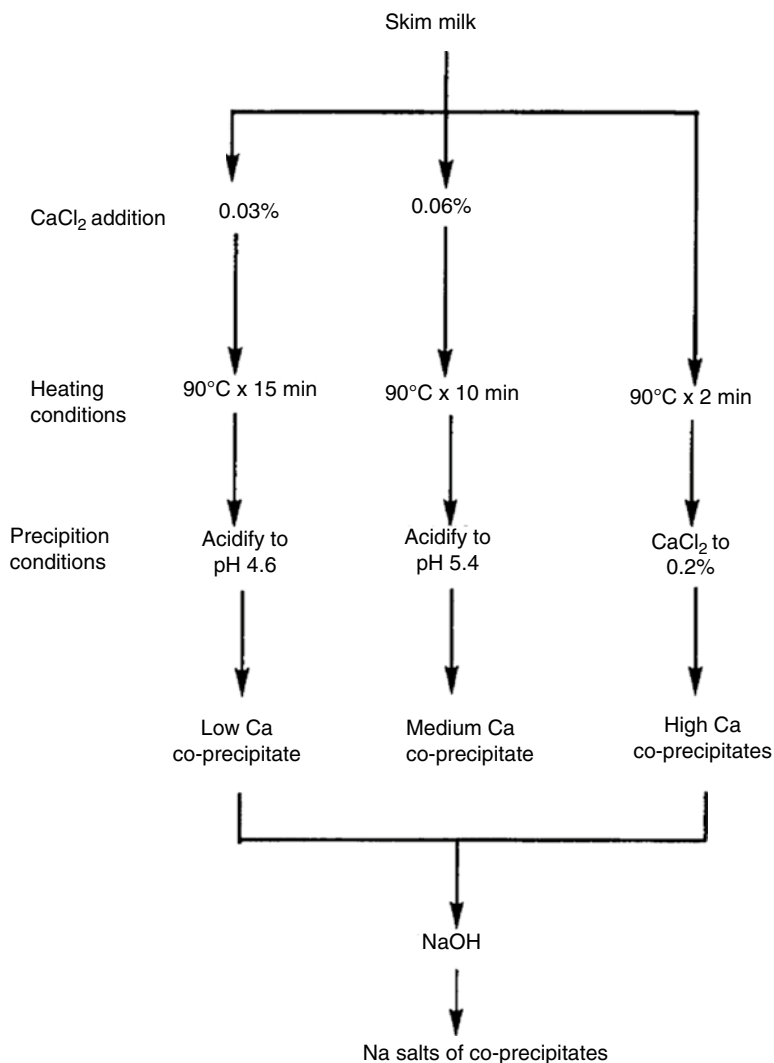 Skim milk
CaCl₂ addition
0.03%
0.06%
Heating
conditions
90°C x 15 min
90°C x 10 min
90°C x 2 min
Precipition
conditions
Acidify to
pH 4.6
Acidify to
pH 5.4
CaCl₂ to
0.2%
Low Ca
co-precipitate
Medium Ca
co-precipitate
High Ca
co-precipitates
NaOH
Na salts of co-precipitates